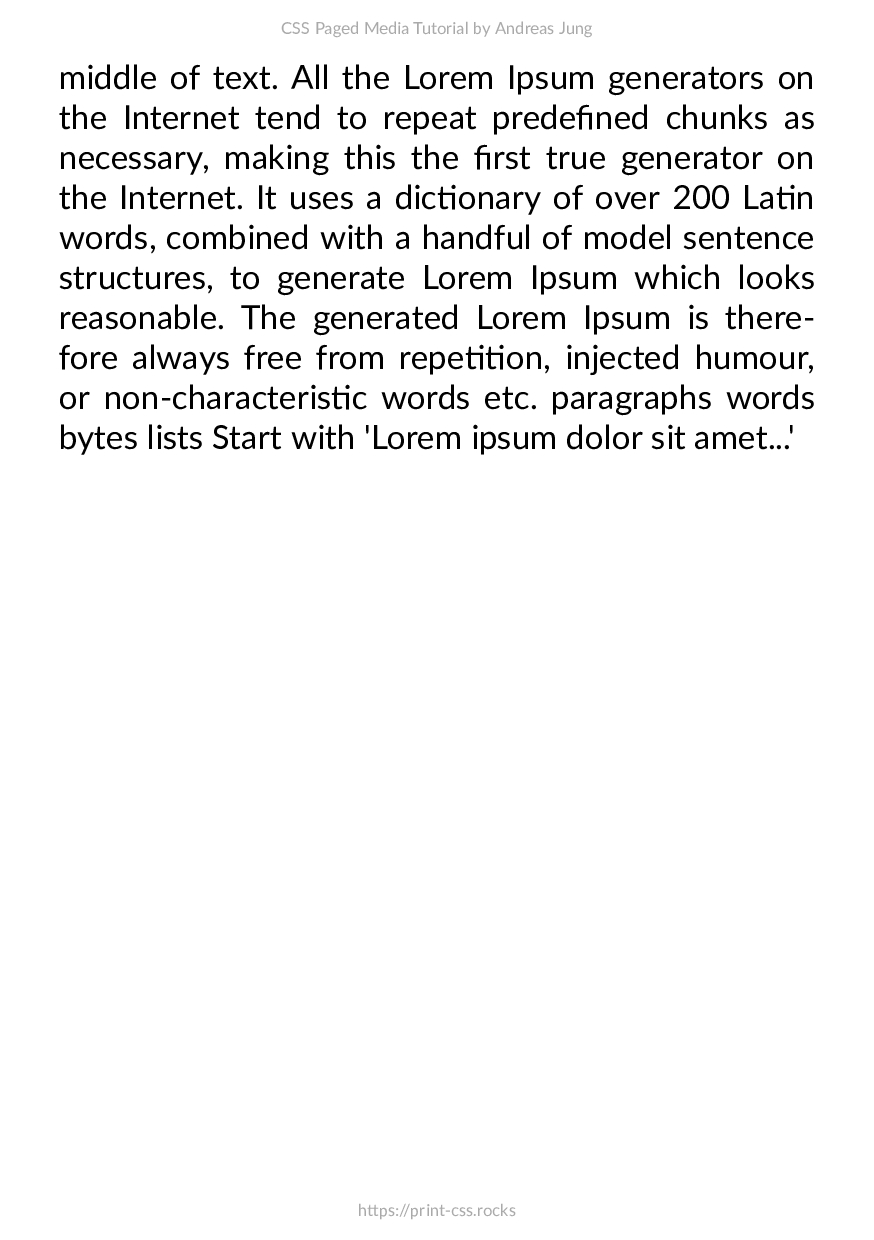 CSS Paged Media Tutorial by Andreas Jung
middle of text. All the Lorem Ipsum generators on
the Internet tend to repeat predefined chunks as
necessary, making this the first true generator on
the Internet. It uses a dictionary of over 200 Latin
words, combined with a handful of model sentence
structures, to generate Lorem Ipsum which looks
reasonable. The generated Lorem Ipsum is there-
fore always free from repetition, injected humour,
or non-characteristic words etc. paragraphs words
bytes lists Start with 'Lorem ipsum dolor sit amet...'
https://print-css.rocks